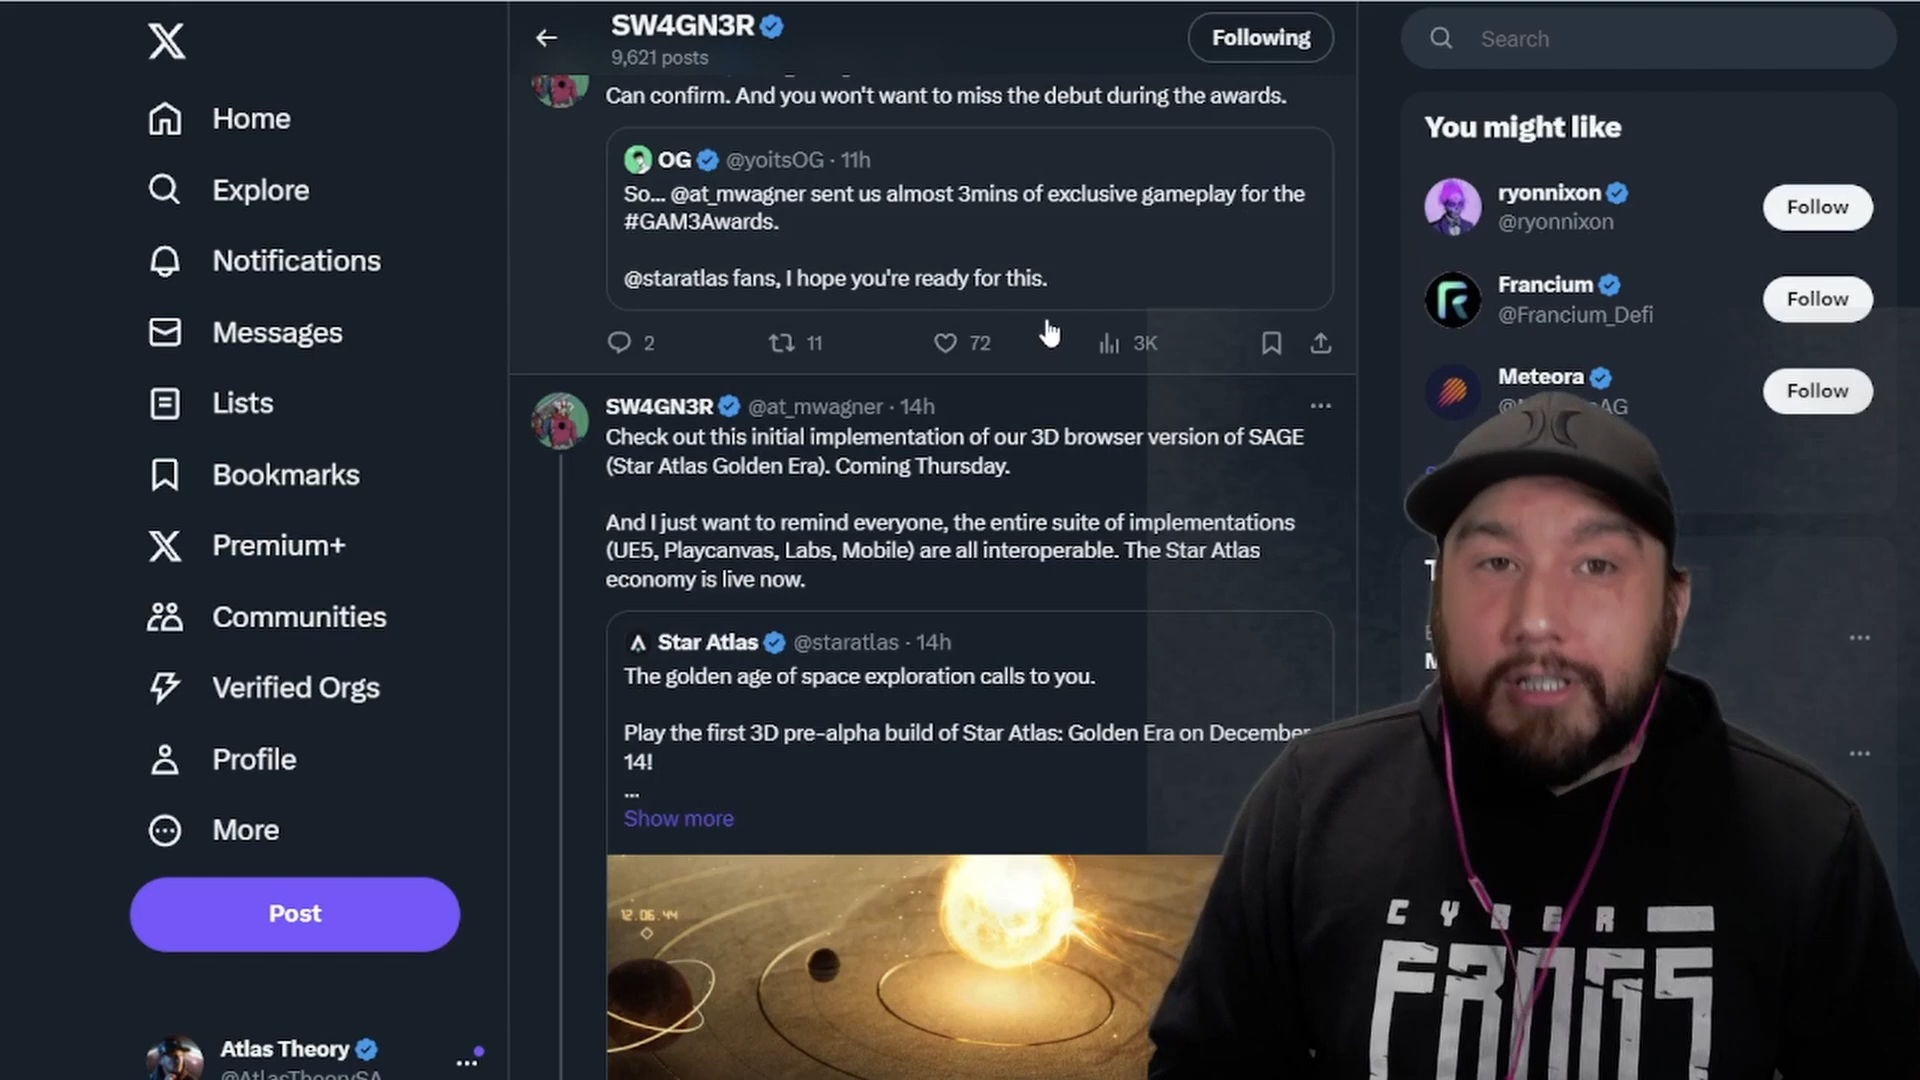 SW4GN3R
9,621 posts
Following
Search
Home
Explore
Notifications
Messages
Lists
Bookmarks
Premium+
Communities
Verified Orgs
Profile
More
Post
Atlas Theory
@AtlasTheorySA
Can confirm. And you won't want to miss the debut during the awards.
OG @yoitsOG · 11h
So... @at_mwagner sent us almost 3mins of exclusive gameplay for the
#GAM3Awards.
@staratlas fans, I hope you're ready for this.
2 11 72 3K
SW4GN3R @at_mwagner · 14h
Check out this initial implementation of our 3D browser version of SAGE
(Star Atlas Golden Era). Coming Thursday.
And I just want to remind everyone, the entire suite of implementations
(UE5, Playcanvas, Labs, Mobile) are all interoperable. The Star Atlas
economy is live now.
Star Atlas @staratlas · 14h
The golden age of space exploration calls to you.
Play the first 3D pre-alpha build of Star Atlas: Golden Era on December
14!
...
Show more
12.06.44
You might like
ryonnixon
@ryonnixon
Follow
Francium
@Francium_Defi
Follow
Meteora
Follow
CYBER
FROGS